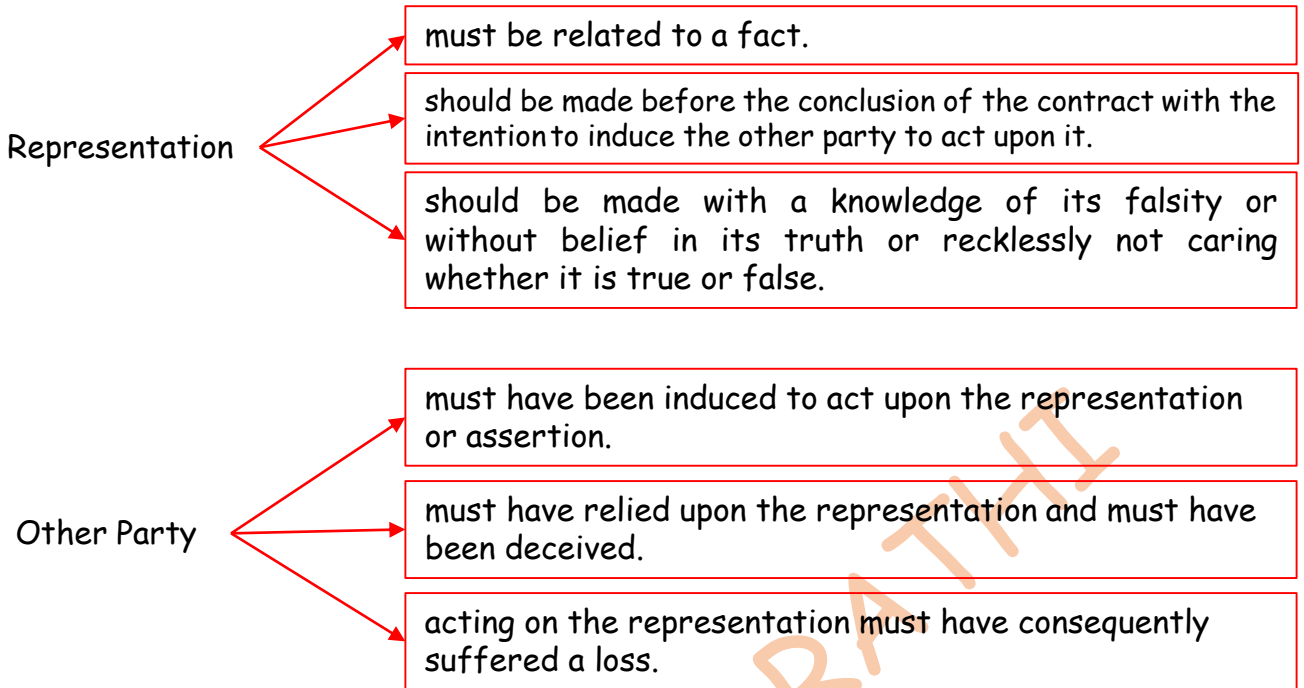 must be related to a fact.
should be made before the conclusion of the contract with the
intention to induce the other party to act upon it.
Representation
should be made with a knowledge of its falsity or
without belief in its truth or recklessly not caring
whether it is true or false.
must have been induced to act upon the representation
or assertion.
Other Party
must have relied upon the representation and must have
been deceived.
acting on the representation must have consequently
suffered a loss.
RATHI